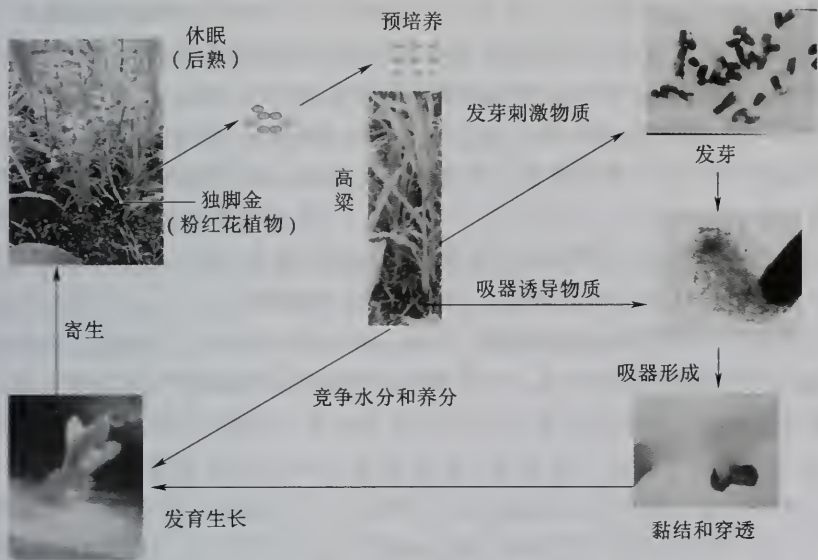 休眠
(后熟)
预培养
发芽刺激物质
发芽
高
粱
独脚金
(粉红花植物)
吸器诱导物质
寄生
吸器形成
竞争水分和养分
发育生长
黏结和穿透